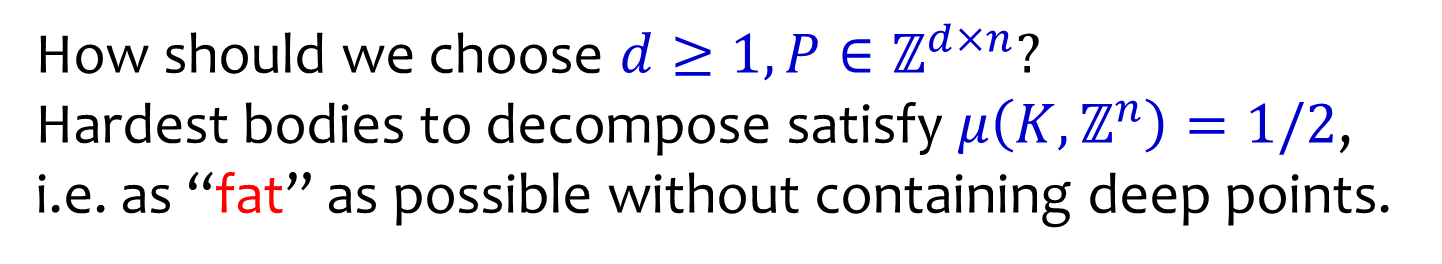 How should we choose d ≥ 1, P ∈ ℤ^{d×n}?
Hardest bodies to decompose satisfy μ(K, ℤⁿ) = 1/2,
i.e. as “fat” as possible without containing deep points.